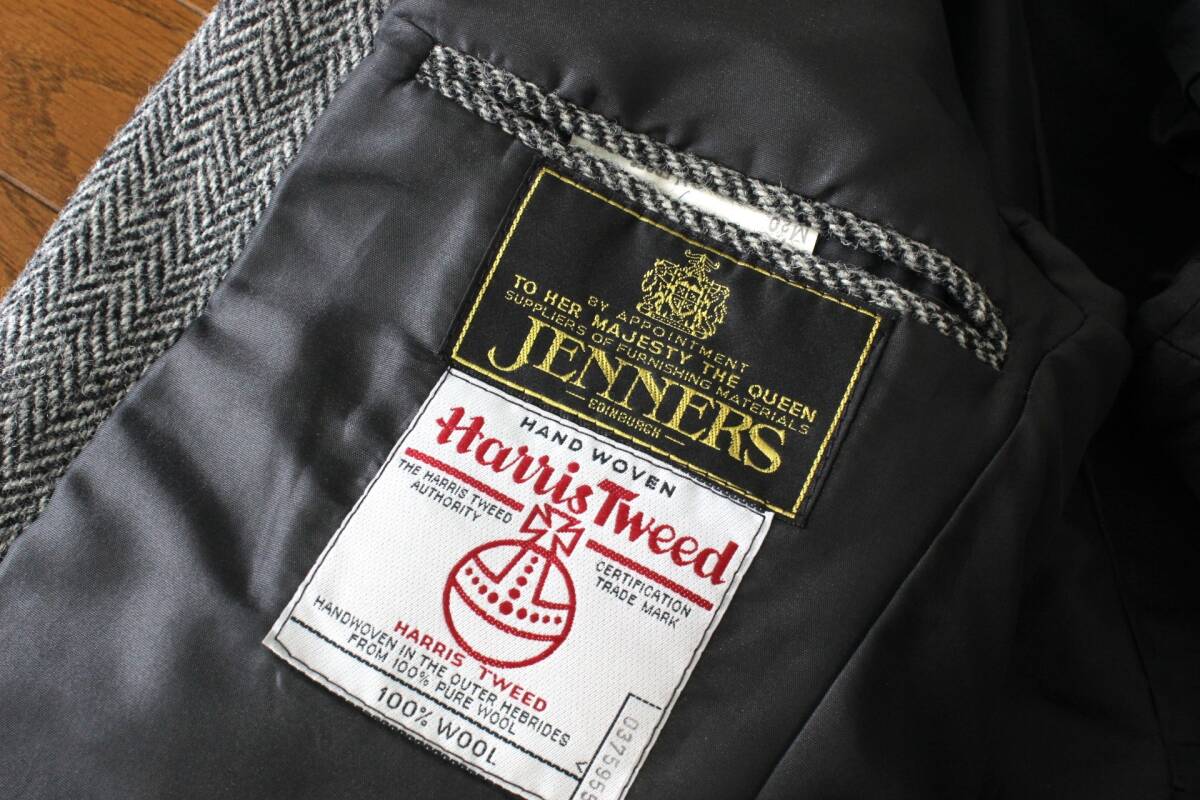 BY APPOINTMENT
TO HER MAJESTY THE QUEEN
SUPPLIERS OF FURNISHING MATERIALS
JENNERS
EDINBURGH
HAND WOVEN
Harris Tweed
THE HARRIS TWEED
AUTHORITY
CERTIFICATION
TRADE MARK
HARRIS TWEED
HANDWOVEN IN THE OUTER HEBRIDES
FROM 100% PURE WOOL
100% WOOL